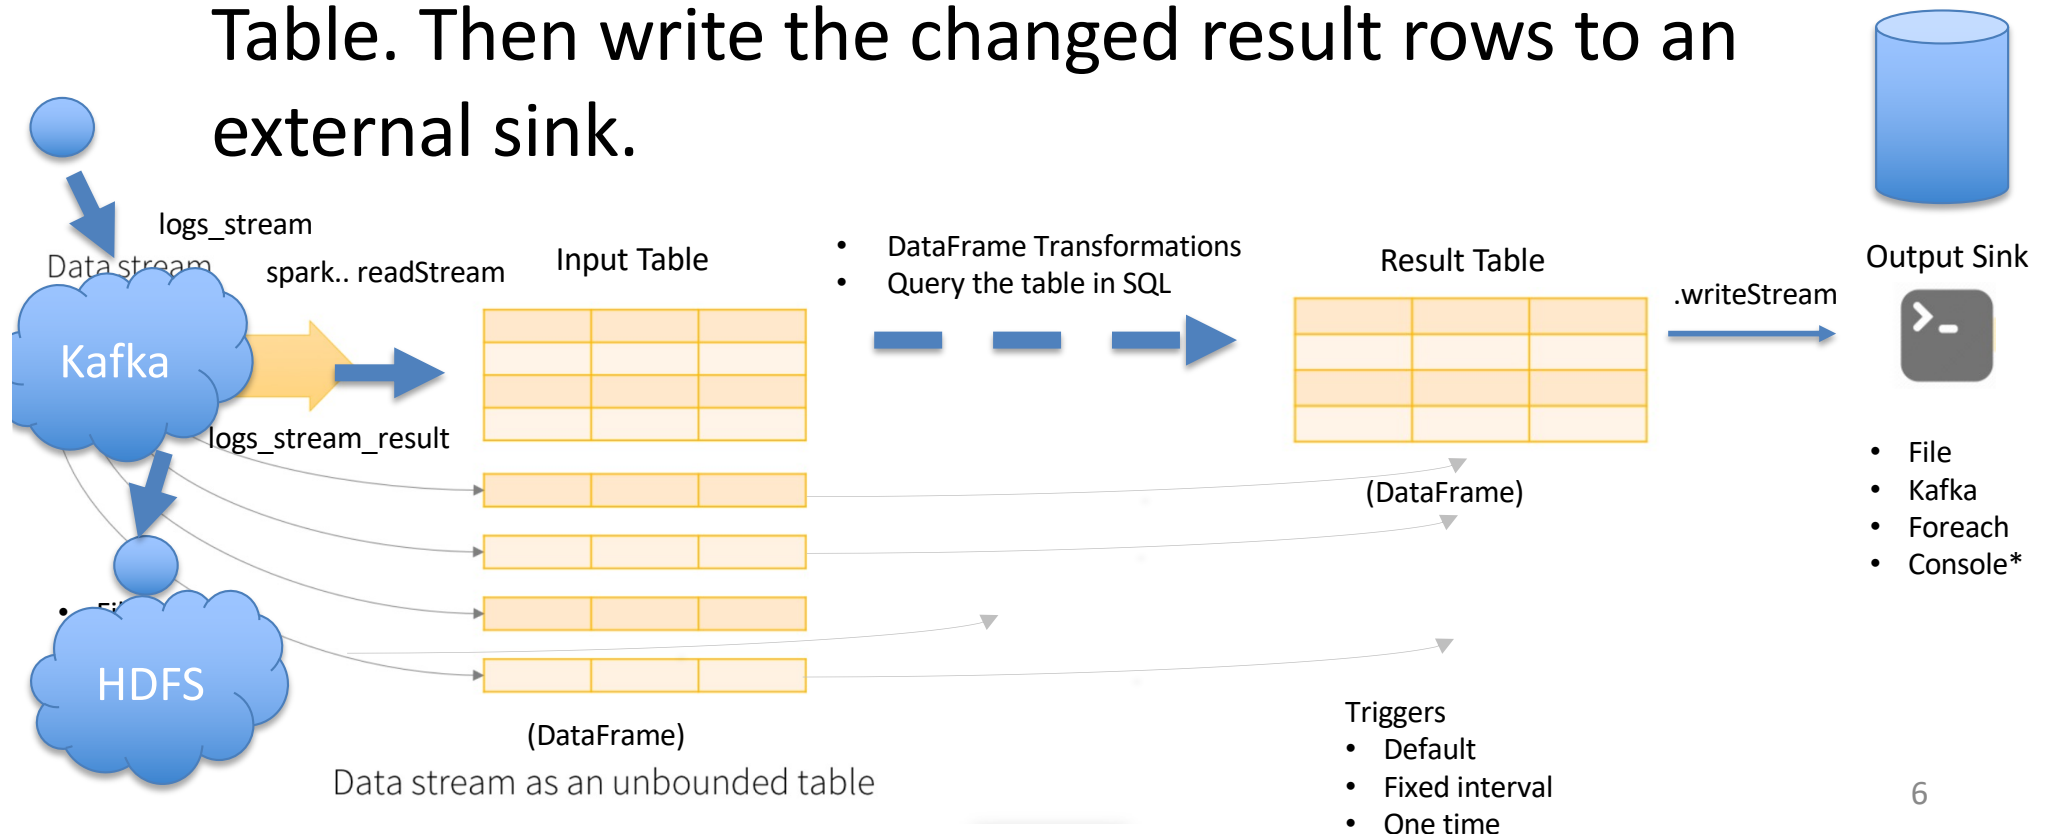 Table. Then write the changed result rows to an
external sink.
logs_stream
Data stream
spark.. readStream
Input Table
• DataFrame Transformations
• Query the table in SQL
Result Table
.writeStream
Output Sink
Kafka
logs_stream_result
(DataFrame)
• File
• Kafka
• Foreach
• Console*
HDFS
(DataFrame)
Data stream as an unbounded table
Triggers
• Default
• Fixed interval
• One time
6